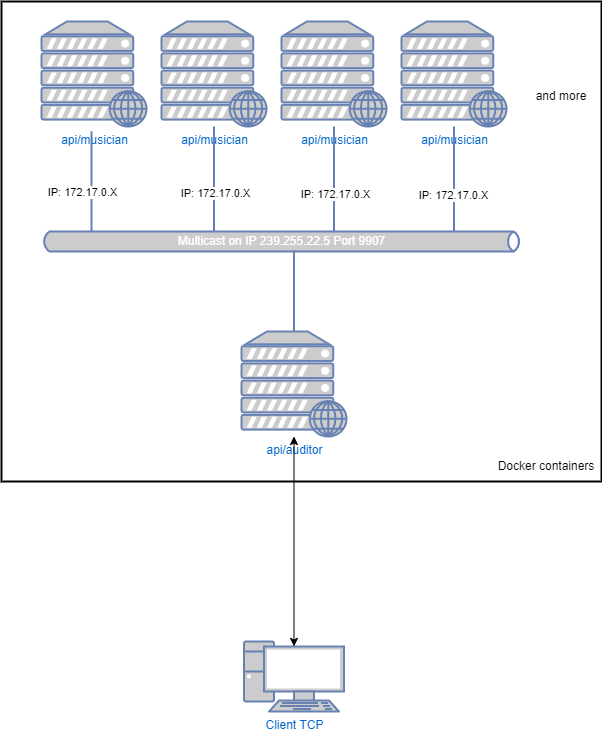 and more
api/musician
api/musician
api/musician
api/musician
IP: 172.17.0.X
IP: 172.17.0.X
IP: 172.17.0.X
IP: 172.17.0.X
Multicast on IP 239.255.22.5 Port 9907
api/auditor
Docker containers
Client TCP